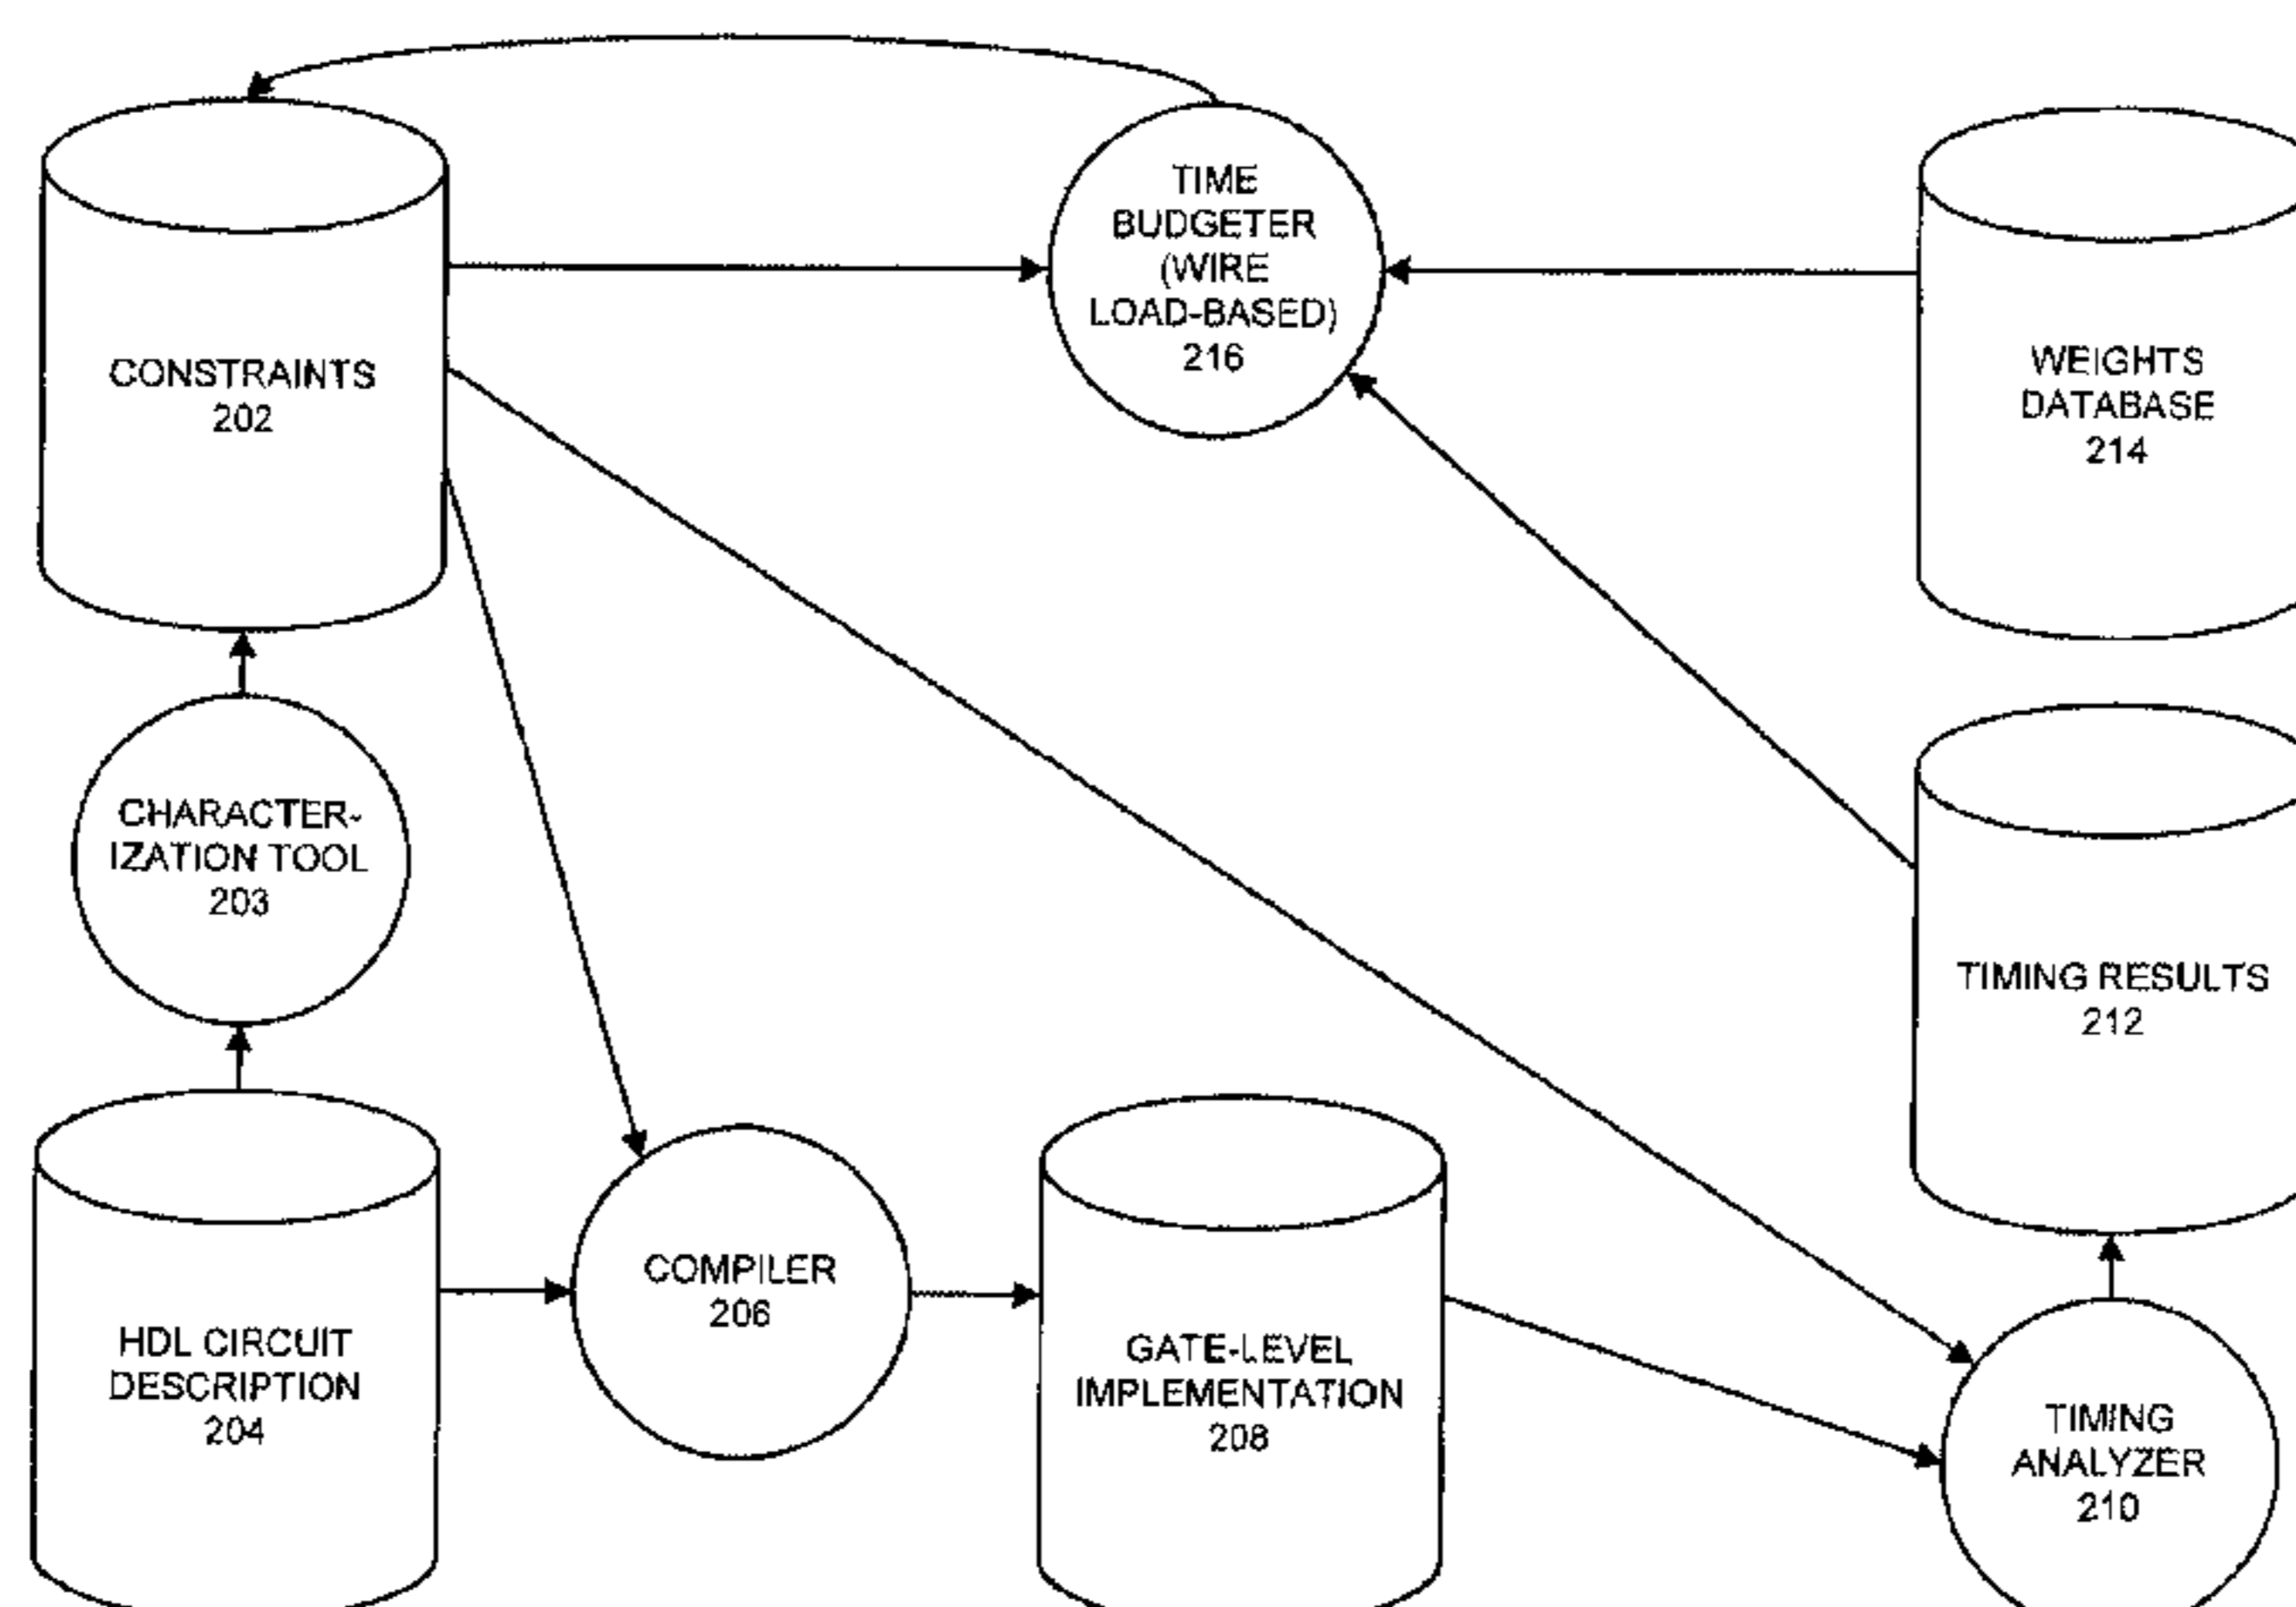 TIME
BUDGETER
(WIRE
LOAD-BASED)
216
CONSTRAINTS
202
WEIGHTS
DATABASE
214
CHARACTER-
IZATION TOOL
203
TIMING RESULTS
212
COMPILER
206
HDL CIRCUIT
DESCRIPTION
204
GATE-LEVEL
IMPLEMENTATION
208
TIMING
ANALYZER
210